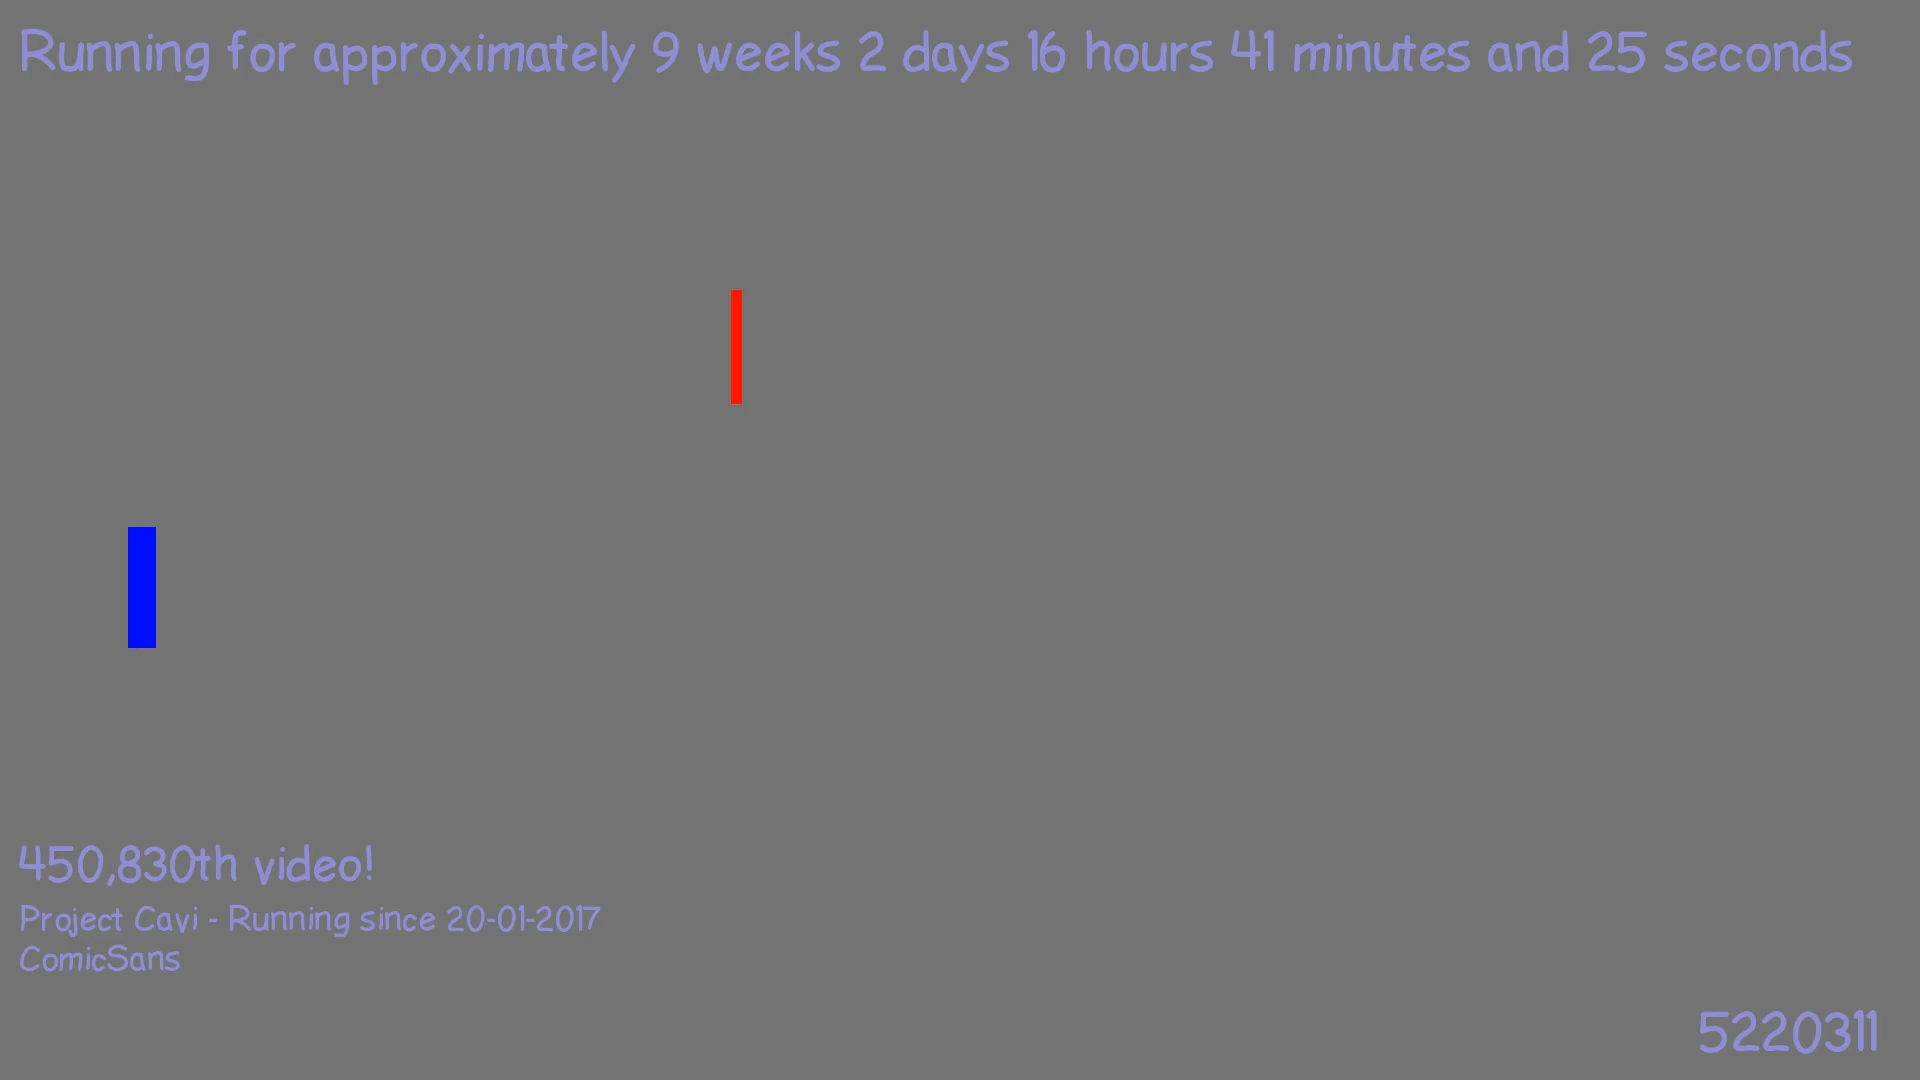 Running for approximately 9 weeks 2 days 16 hours 41 minutes and 25 seconds
450,830th video!
Project Cavi - Running since 20-01-2017
ComicSans
5220311